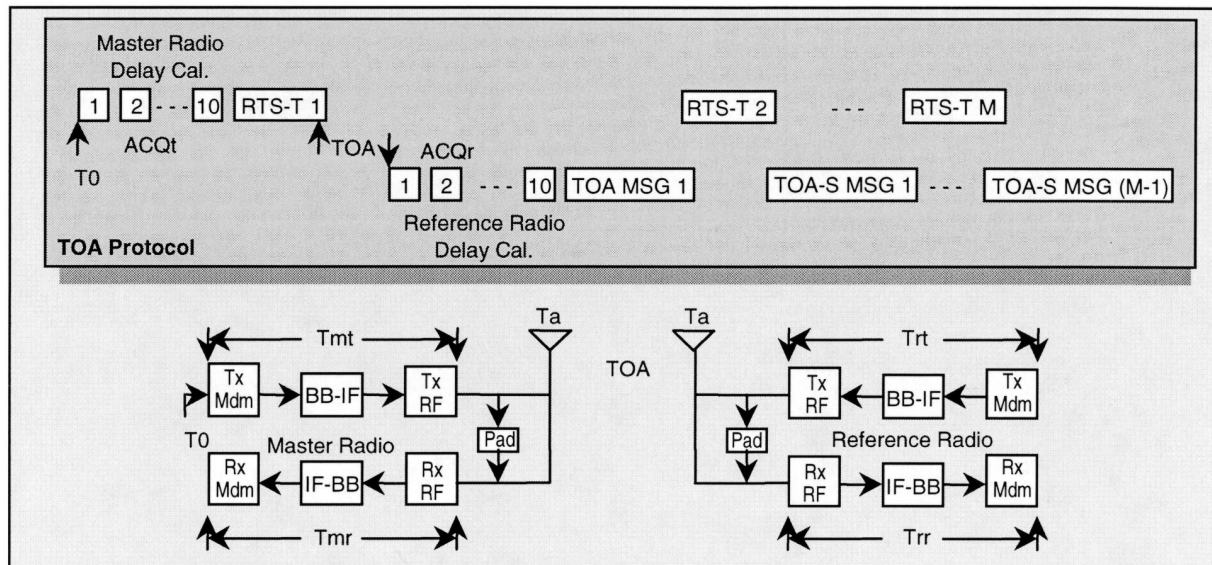 Master Radio
Delay Cal.
1 2 - - - 10 RTS-T 1
RTS-T 2 - - - RTS-T M
ACQt
T0
TOA
ACQr
1 2 - - - 10 TOA MSG 1
TOA-S MSG 1 - - - TOA-S MSG (M-1)
Reference Radio
Delay Cal.
TOA Protocol
Tmt
Ta
Ta
Trt
Tx
Mdm
BB-IF
Tx
RF
TOA
Tx
RF
BB-IF
Tx
Mdm
T0
Master Radio
Pad
Pad
Reference Radio
Rx
Mdm
IF-BB
Rx
RF
Rx
RF
IF-BB
Rx
Mdm
Tmr
Trr